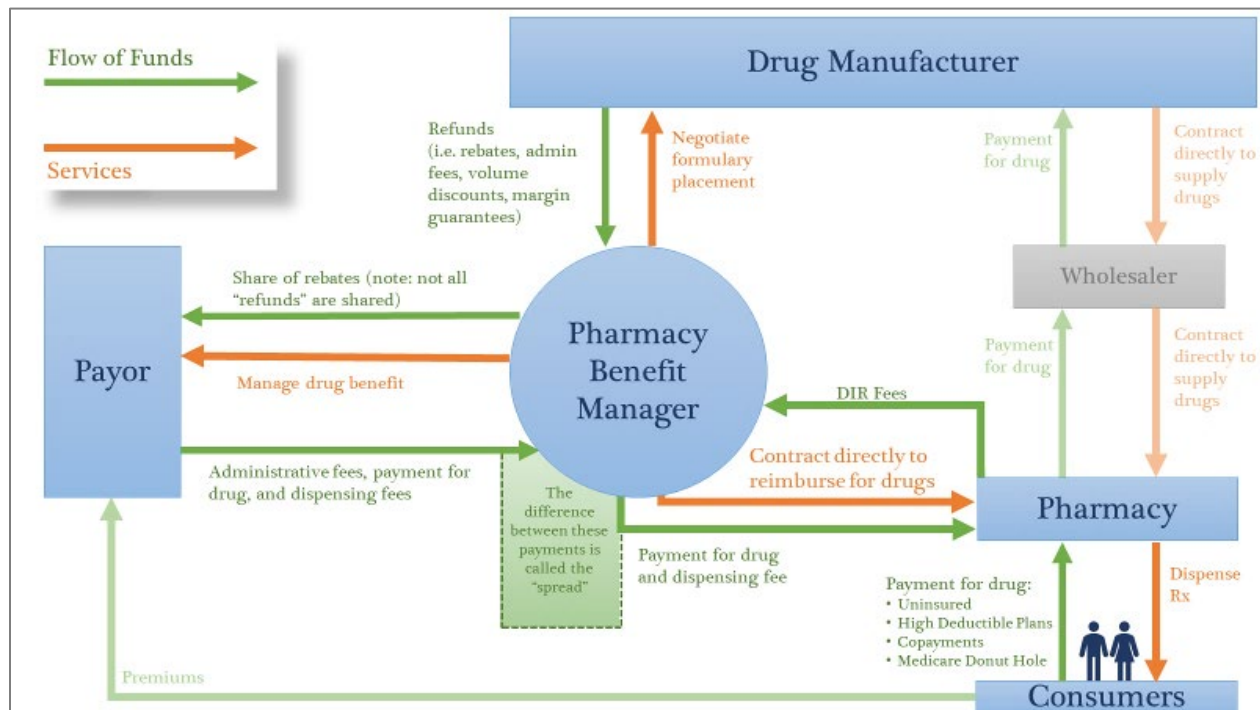 Flow of Funds
Services
Drug Manufacturer
Refunds
(i.e. rebates, admin
fees, volume
discounts, margin
guarantees)
Negotiate
formulary
placement
Payment
for drug
Contract
directly to
supply
drugs
Wholesaler
Payment
for drug
Contract
directly to
supply
drugs
Share of rebates (note: not all
“refunds” are shared)
Payor
Manage drug benefit
Pharmacy
Benefit
Manager
DIR Fees
Administrative fees, payment for
drug, and dispensing fees
The
difference
between these
payments is
called the
“spread”
Contract directly to
reimburse for drugs
Pharmacy
Payment for drug
and dispensing fee
Payment for drug:
• Uninsured
• High Deductible Plans
• Copayments
• Medicare Donut Hole
Dispense
Rx
Premiums
Consumers